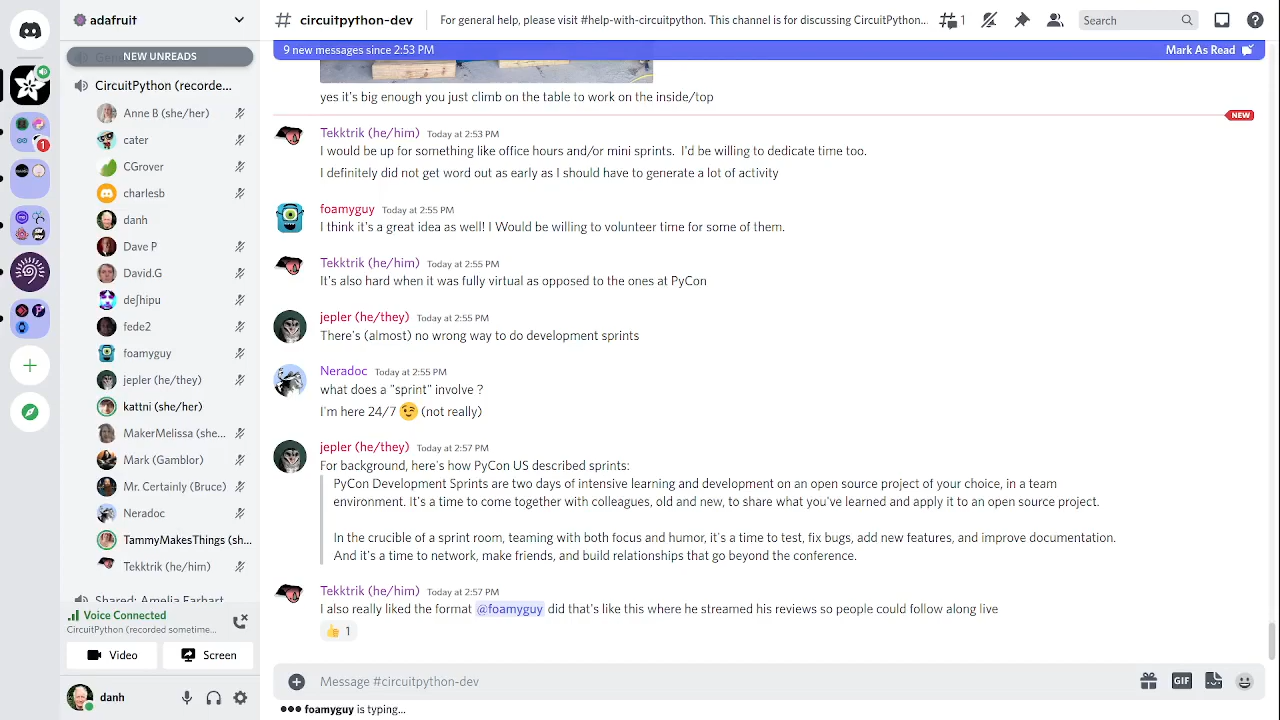 adafruit
# circuitpython-dev
For general help, please visit #help-with-circuitpython. This channel is for discussing CircuitPython...
1
Search
NEW UNREADS
9 new messages since 2:53 PM
Mark As Read
CircuitPython (recorde...
Anne B (she/her)
cater
CGrover
charlesb
danh
Dave P
David.G
deʃhipu
fede2
foamyguy
jepler (he/they)
kattni (she/her)
MakerMelissa (she...
Mark (Gamblor)
Mr. Certainly (Bruce)
Neradoc
TammyMakesThings (sh...
Tekktrik (he/him)
Shared: Amelia Earhart
Voice Connected
CircuitPython (recorded sometime...
Video
Screen
danh
1
yes it's big enough you just climb on the table to work on the inside/top
NEW
Tekktrik (he/him) Today at 2:53 PM
I would be up for something like office hours and/or mini sprints. I'd be willing to dedicate time too.
I definitely did not get word out as early as I should have to generate a lot of activity
foamyguy Today at 2:55 PM
I think it's a great idea as well! I Would be willing to volunteer time for some of them.
Tekktrik (he/him) Today at 2:55 PM
It's also hard when it was fully virtual as opposed to the ones at PyCon
jepler (he/they) Today at 2:55 PM
There's (almost) no wrong way to do development sprints
Neradoc Today at 2:55 PM
what does a "sprint" involve ?
I'm here 24/7 😉 (not really)
jepler (he/they) Today at 2:57 PM
For background, here's how PyCon US described sprints:
PyCon Development Sprints are two days of intensive learning and development on an open source project of your choice, in a team
environment. It's a time to come together with colleagues, old and new, to share what you've learned and apply it to an open source project.
In the crucible of a sprint room, teaming with both focus and humor, it's a time to test, fix bugs, add new features, and improve documentation.
And it's a time to network, make friends, and build relationships that go beyond the conference.
Tekktrik (he/him) Today at 2:57 PM
I also really liked the format @foamyguy did that's like this where he streamed his reviews so people could follow along live
👍 1
Message #circuitpython-dev
GIF
foamyguy is typing...